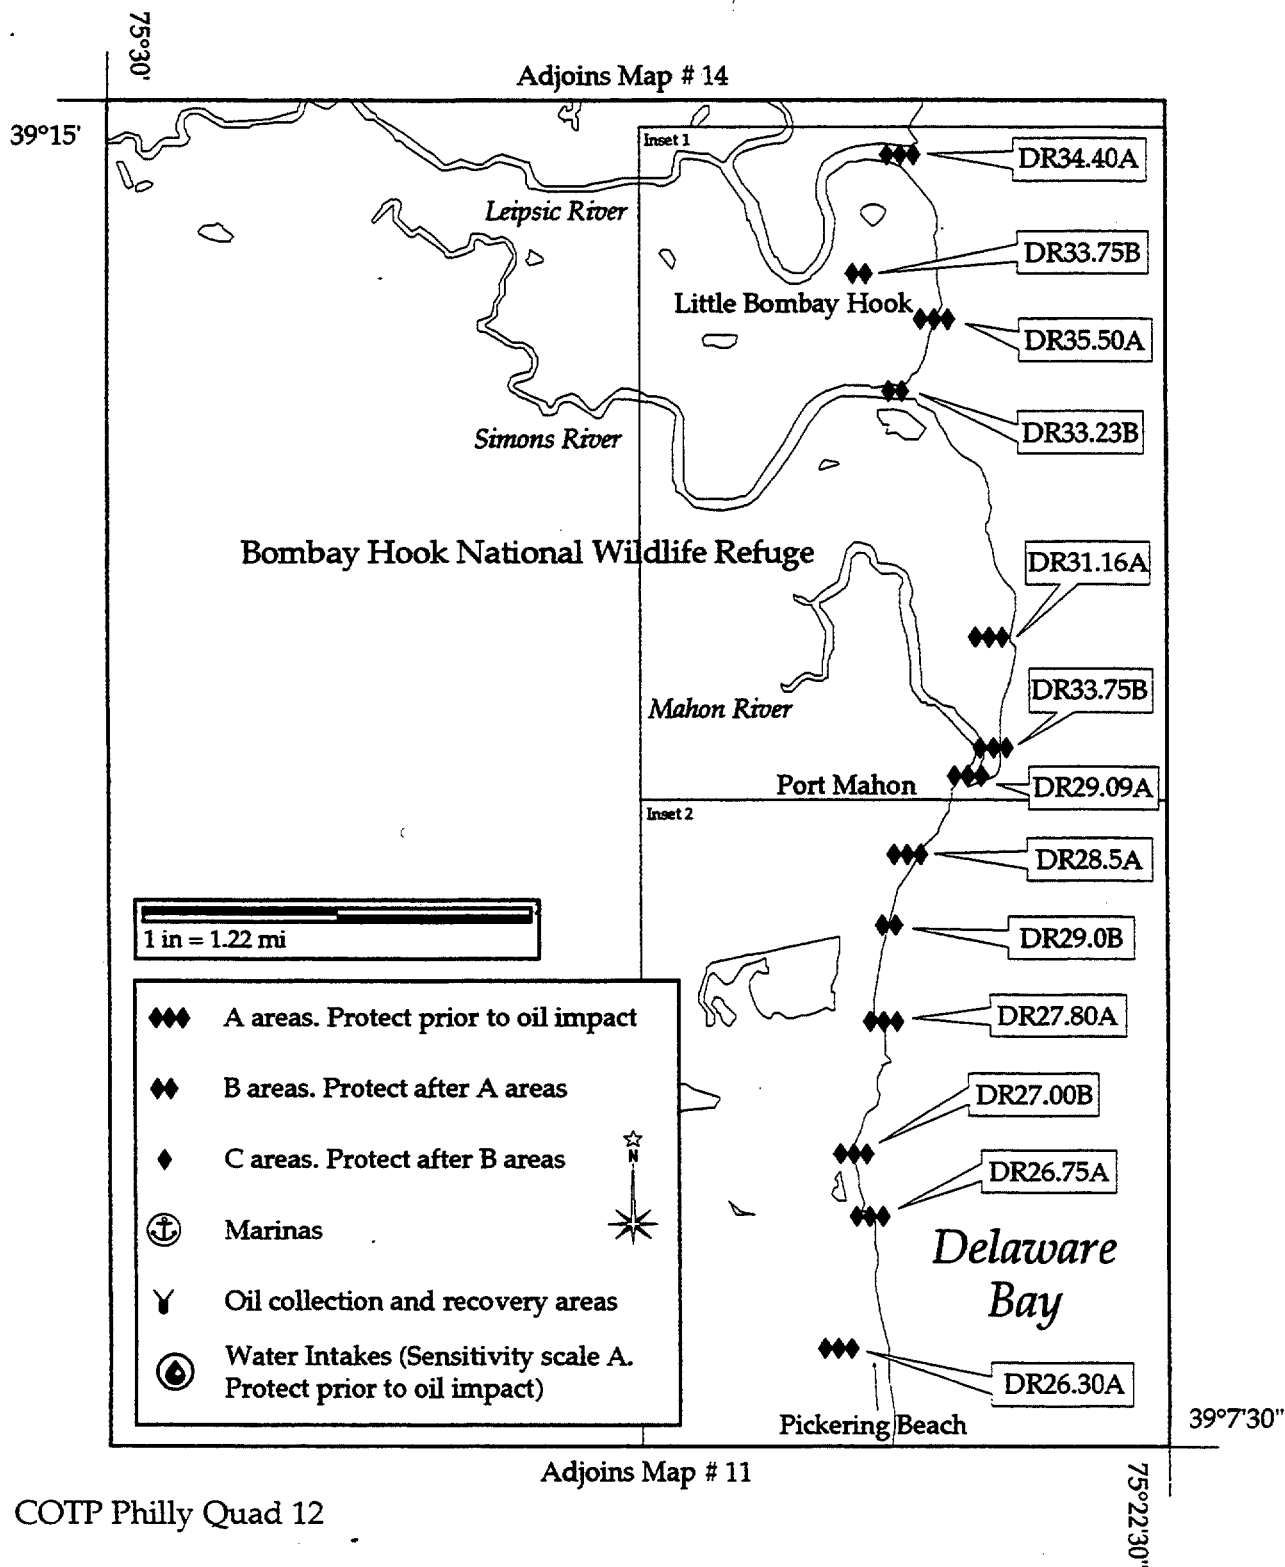 75°30'
Adjoins Map # 14
39°15'
Inset 1
DR34.40A
Leipsic River
DR33.75B
Little Bombay Hook
DR35.50A
DR33.23B
Simons River
Bombay Hook National Wildlife Refuge
DR31.16A
DR33.75B
Mahon River
Port Mahon
DR29.09A
Inset 2
DR28.5A
1 in = 1.22 mi
DR29.0B
A areas. Protect prior to oil impact
DR27.80A
B areas. Protect after A areas
DR27.00B
C areas. Protect after B areas
N
DR26.75A
Marinas
Delaware
Bay
Oil collection and recovery areas
Water Intakes (Sensitivity scale A.
Protect prior to oil impact)
DR26.30A
Pickering Beach
39°7'30"
Adjoins Map # 11
75°22'30"
COTP Philly Quad 12